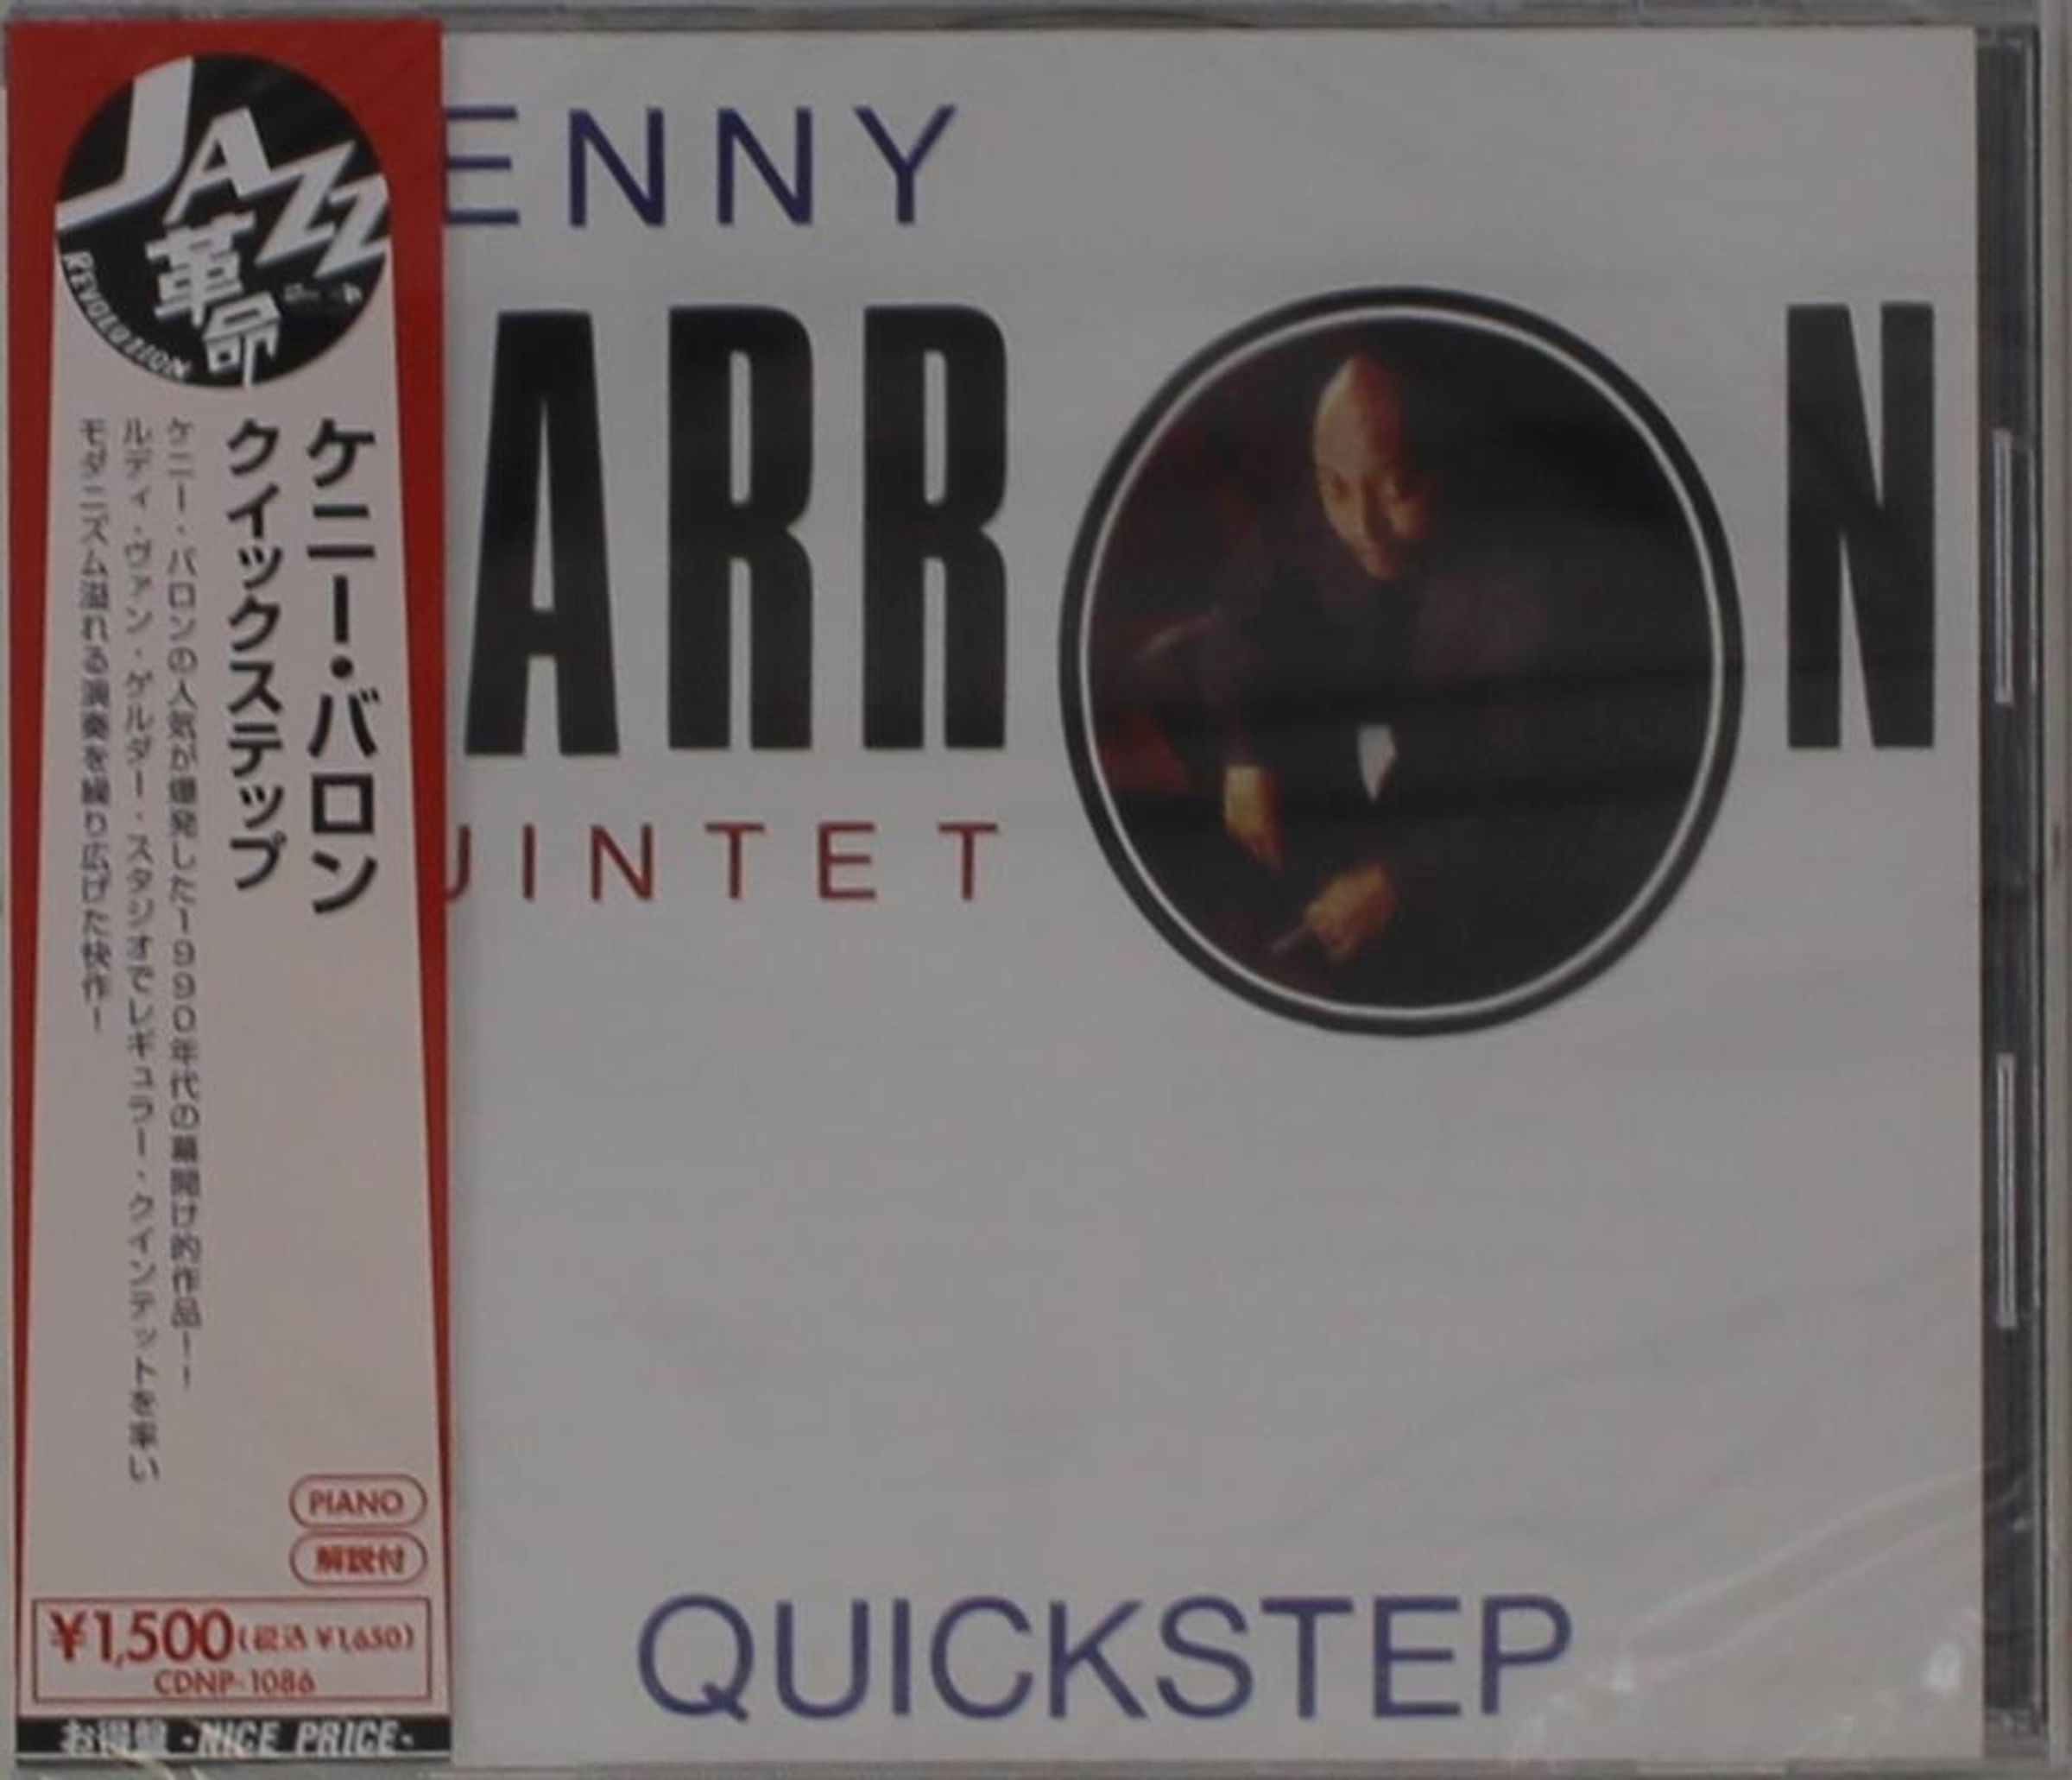 JAZZ
革命
REVOLUTION
ケニー・バロン
クイックステップ
ケニー・バロンの人気が爆発した1990年代の幕開け的作品!!
ルディ・ヴァン・ゲルダー・スタジオでレギュラー・クインテットを率い
モダニズム溢れる演奏を繰り広げた快作!
PIANO
解説付
¥1,500(税込 ¥1,650)
CDNP-1086
お得盤 -NICE PRICE-
ENNY
ARRON
UINTET
QUICKSTEP